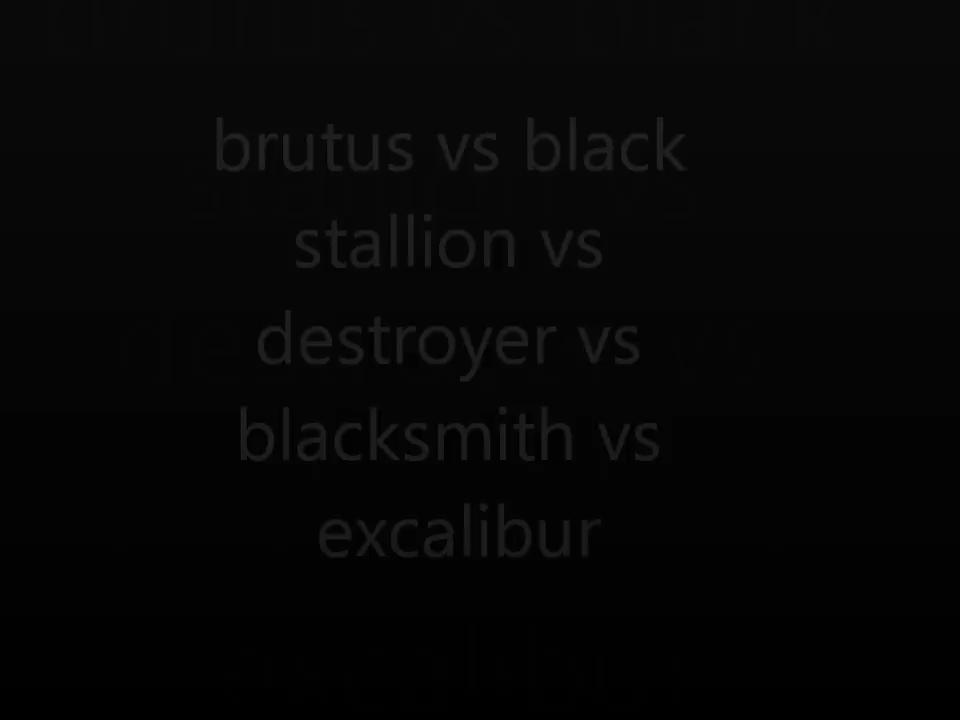 brutus vs black
stallion vs
destroyer vs
blacksmith vs
excalibur